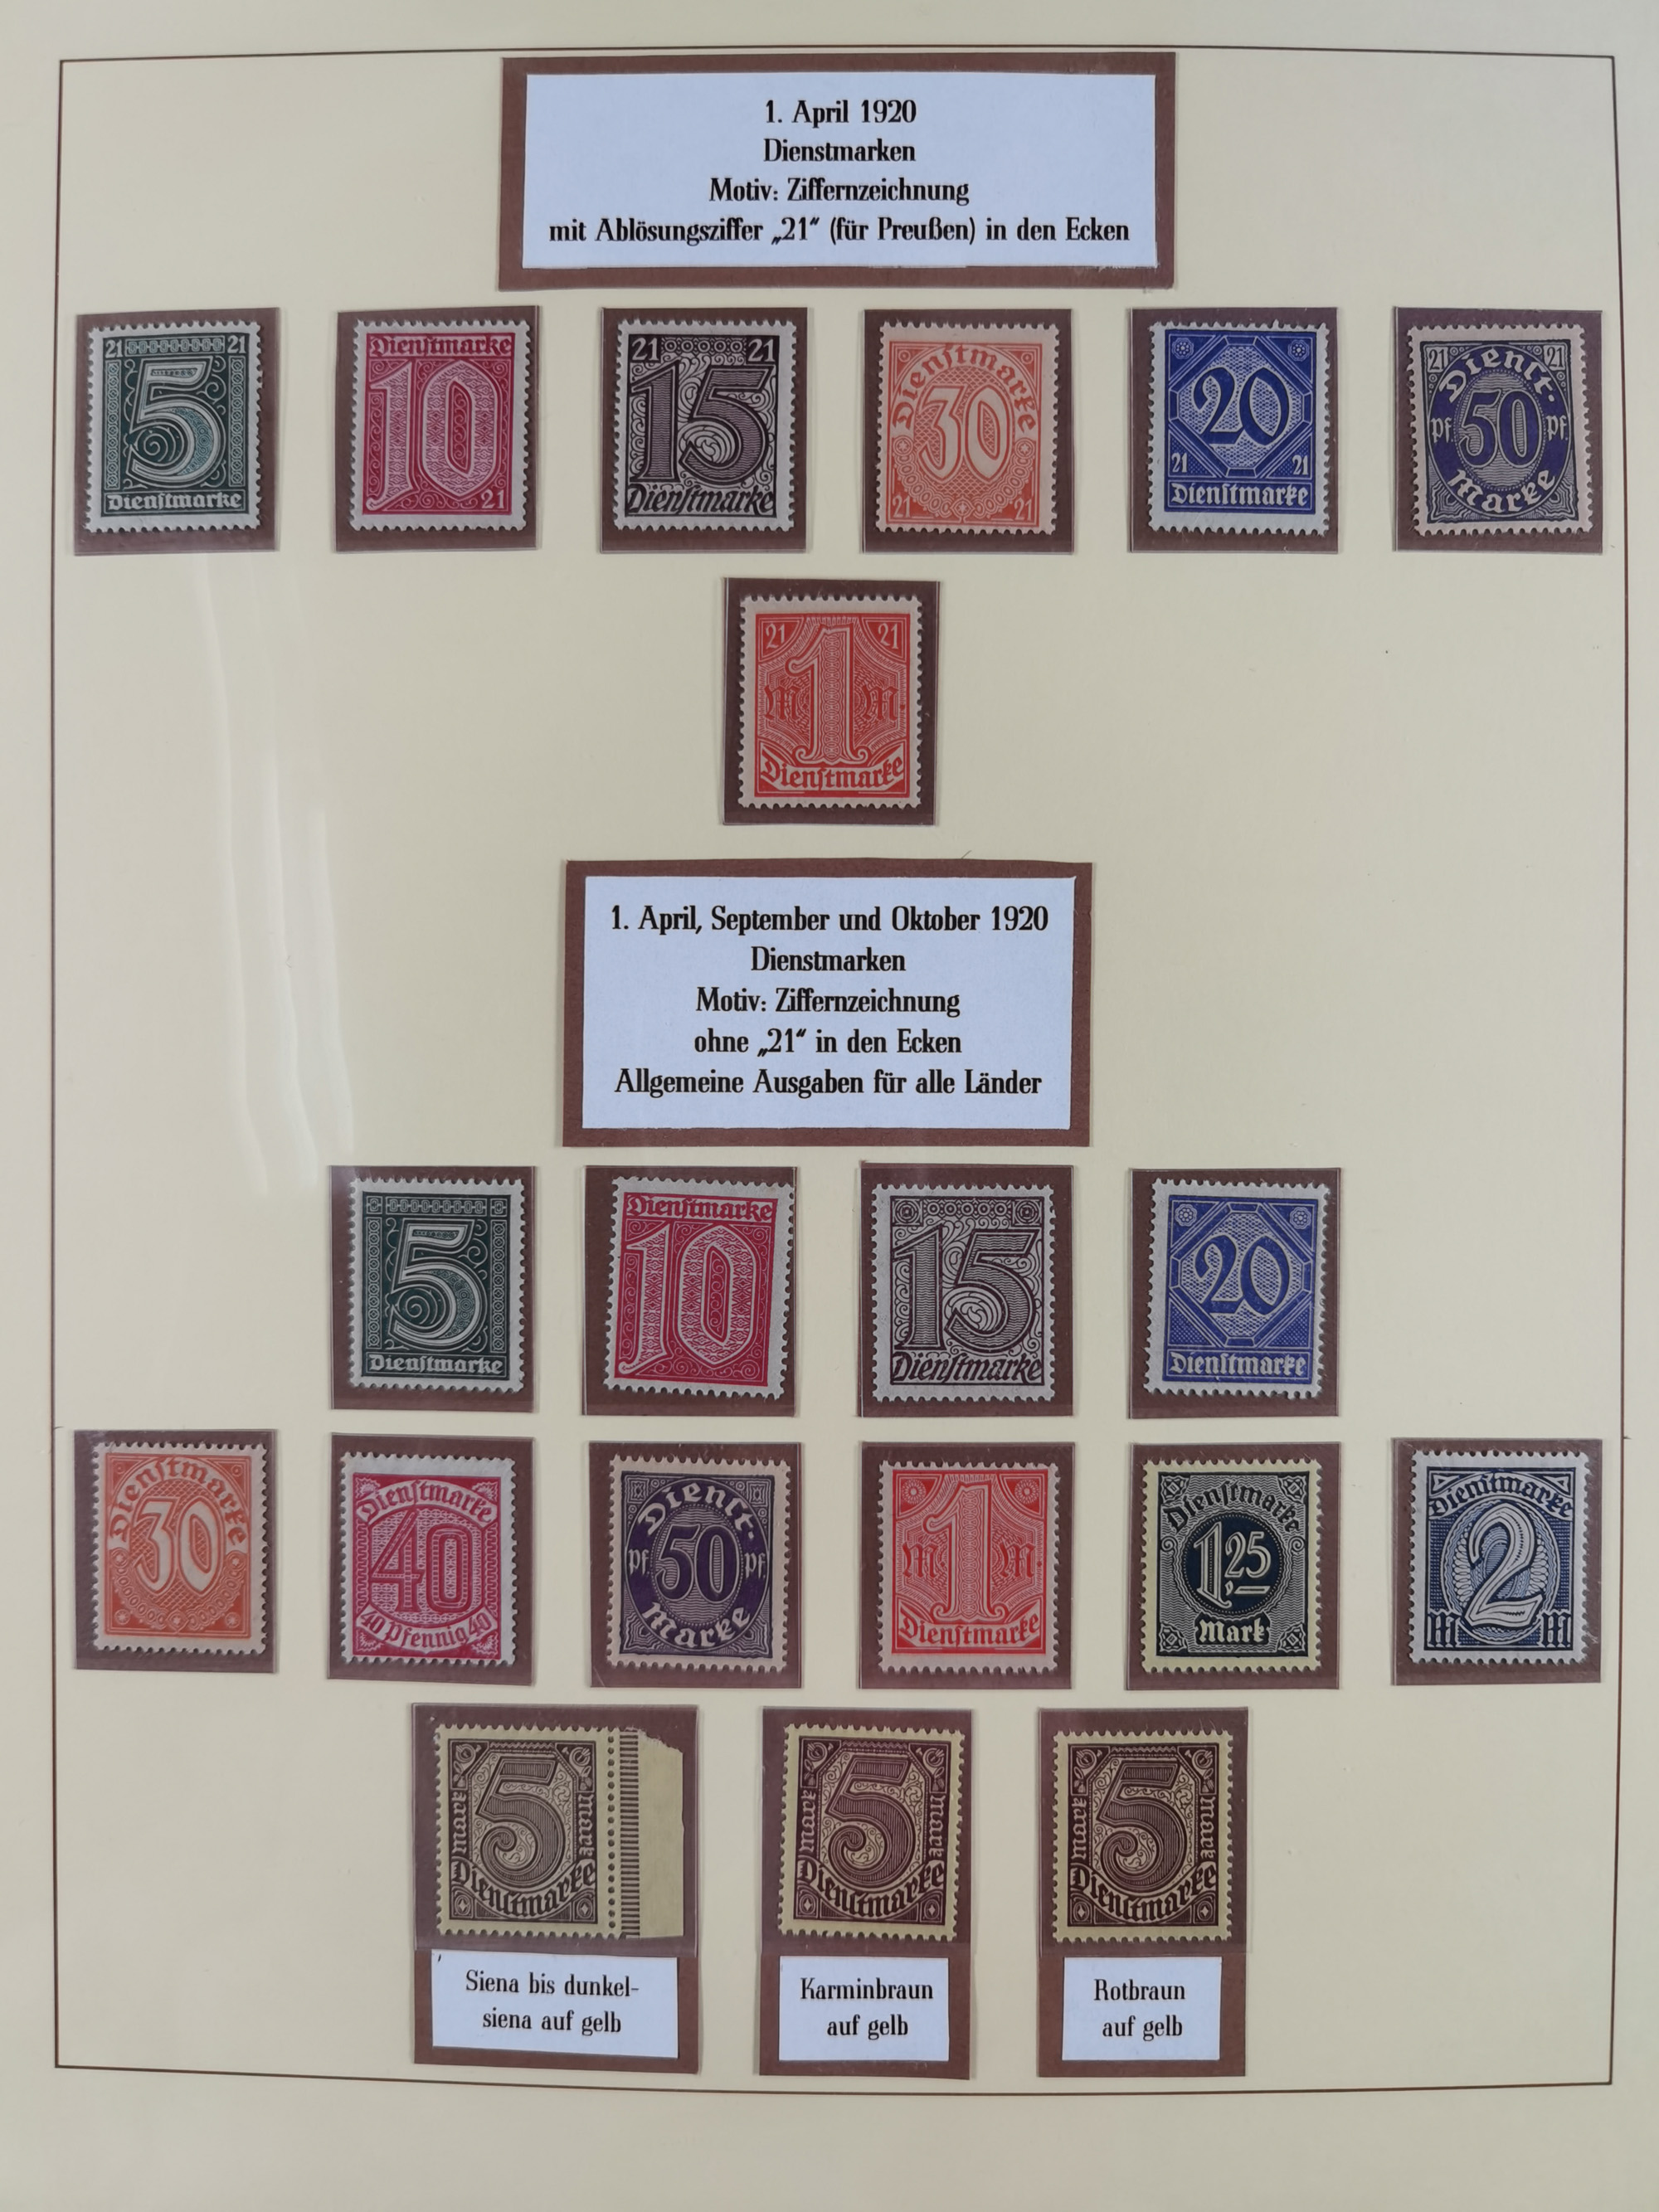 1. April 1920
Dienstmarken
Motiv: Ziffernzeichnung
mit Ablösungsziffer „21“ (für Preußen) in den Ecken
21 21
5
Dienſtmarke
Dienſtmarke
10
21
21 21
15
Dienſtmarke
Dienſtmarke
30
21 21
20
21 21
Dienſtmarke
21 21
Dienst-
pf 50 pf
Marke
21 21
M 1 M.
Dienſtmarke
1. April, September und Oktober 1920
Dienstmarken
Motiv: Ziffernzeichnung
ohne „21“ in den Ecken
Allgemeine Ausgaben für alle Länder
5
Dienſtmarke
Dienſtmarke
10
15
Dienſtmarke
20
Dienſtmarke
Dienſtmarke
30
Dienſtmarke
40
40 Pfennig 40
Dienst-
pf 50 pf
Marke
M 1 M.
Dienſtmarke
Dienſtmarke
1,25
Mark
Dienſtmarke
M 2 M
Mark 5 Mark
Dienſtmarke
Mark 5 Mark
Dienſtmarke
Mark 5 Mark
Dienſtmarke
Siena bis dunkel-
siena auf gelb
Karminbraun
auf gelb
Rotbraun
auf gelb